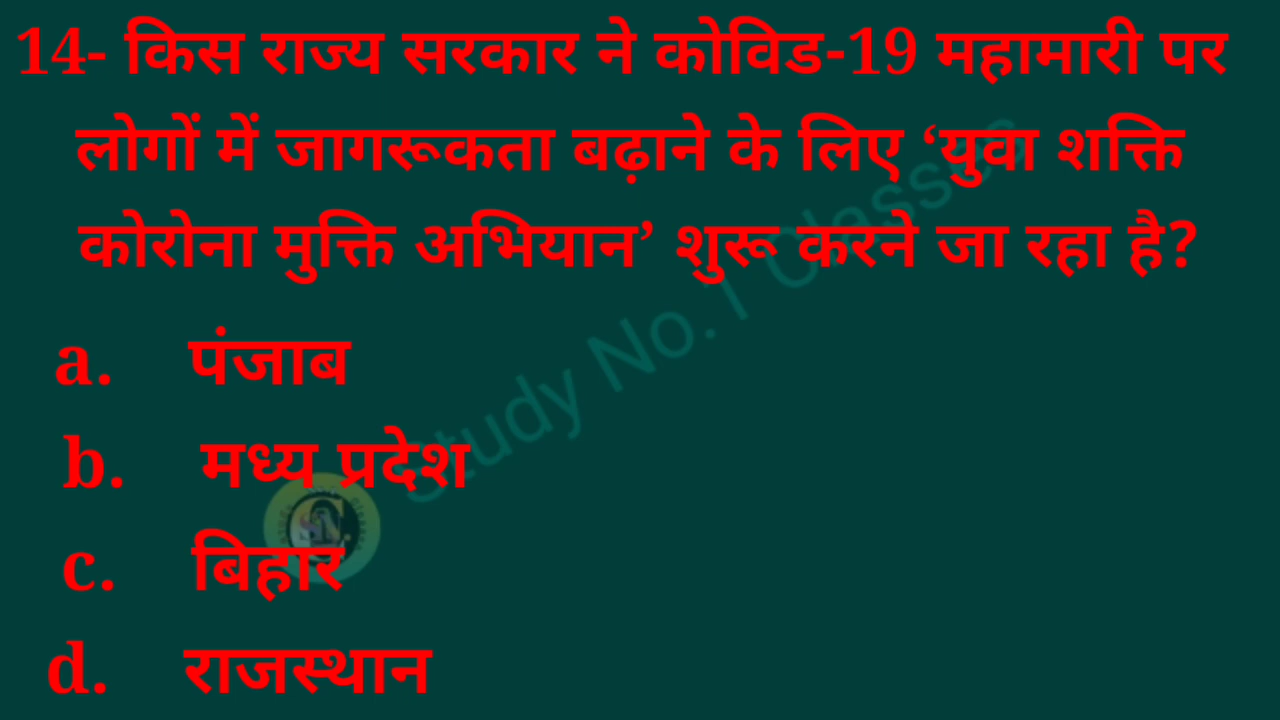 14- किस राज्य सरकार ने कोविड-19 महामारी पर
लोगों में जागरूकता बढ़ाने के लिए ‘युवा शक्ति
कोरोना मुक्ति अभियान’ शुरू करने जा रहा है?
a. पंजाब
b. मध्य प्रदेश
c. बिहार
d. राजस्थान
Study No.1 Classes